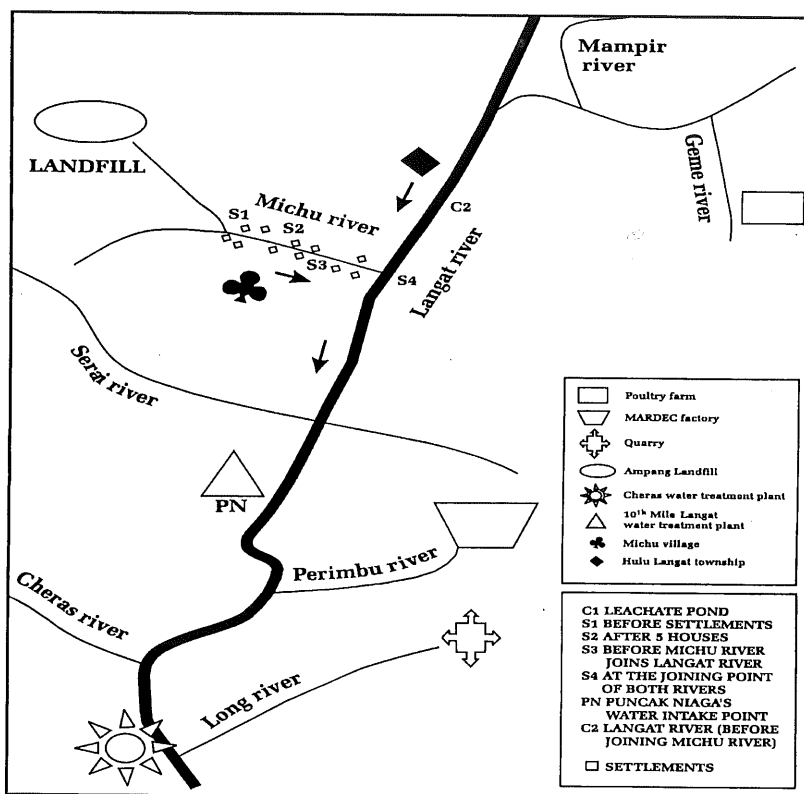 Mampir
river
LANDFILL
Geme river
Michu river
S1
S2
C2
S3
S4
Langat river
Serai river
PN
Perimbu river
Cheras river
Long river
Poultry farm
MARDEC factory
Quarry
Ampang Landfill
Cheras water treatment plant
10th Mile Langat
water treatment plant
Michu village
Hulu Langat township
C1 LEACHATE POND
S1 BEFORE SETTLEMENTS
S2 AFTER 5 HOUSES
S3 BEFORE MICHU RIVER
JOINS LANGAT RIVER
S4 AT THE JOINING POINT
OF BOTH RIVERS
PN PUNCAK NIAGA'S
WATER INTAKE POINT
C2 LANGAT RIVER (BEFORE
JOINING MICHU RIVER)
SETTLEMENTS